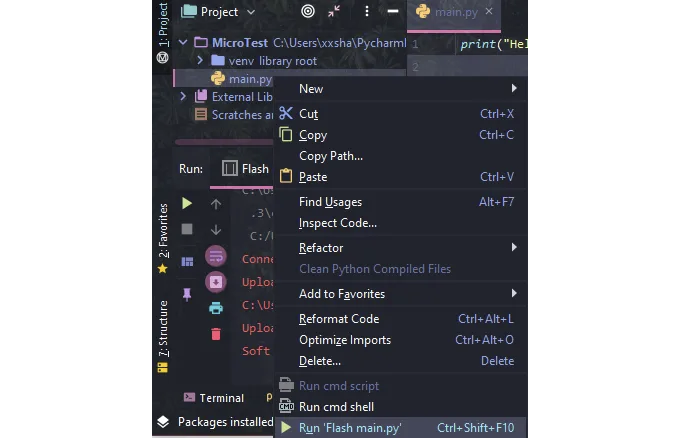 1: Project
Project
main.py
MicroTest C:\Users\xxsha\Pycharml
1 print("Hel
venv library root
2
main.py
External Lib
Scratches a
New
Cut Ctrl+X
Copy Ctrl+C
Copy Path...
Paste Ctrl+V
Find Usages Alt+F7
Inspect Code...
Refactor
Clean Python Compiled Files
Add to Favorites
Reformat Code Ctrl+Alt+L
Optimize Imports Ctrl+Alt+O
Delete... Delete
Run cmd script
Run cmd shell
Run 'Flash main.py' Ctrl+Shift+F10
Run: Flash
C:\Us
.3\
C:/U
Conne
Uploa
C:\Us
Uploa
Soft
2: Favorites
7: Structure
Terminal
Packages installed